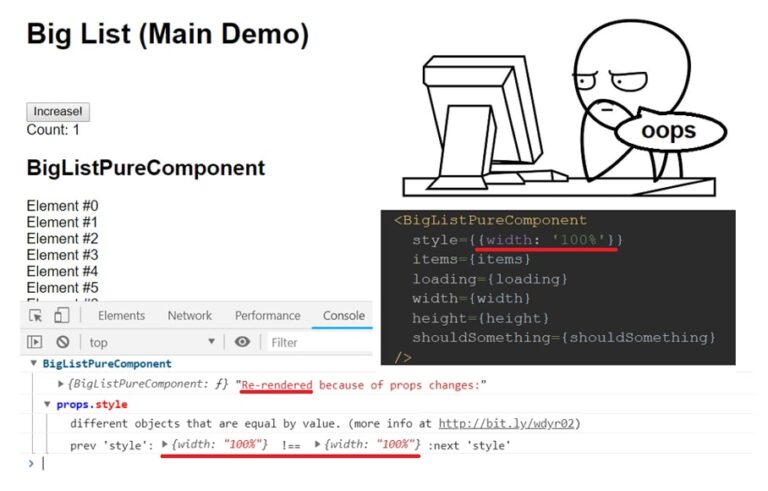 Big List (Main Demo)
Increase!
Count: 1
BigListPureComponent
Element #0
Element #1
Element #2
Element #3
Element #4
Element #5
oops
<BigListPureComponent
style={{width: '100%'}}
items={items}
loading={loading}
width={width}
height={height}
shouldSomething={shouldSomething}
/>
Elements Network Performance Console
top Filter
BigListPureComponent
{BigListPureComponent: ƒ} "Re-rendered because of props changes:"
props.style
different objects that are equal by value. (more info at http://bit.ly/wdyr02)
prev 'style': {width: "100%"} !== {width: "100%"} :next 'style'